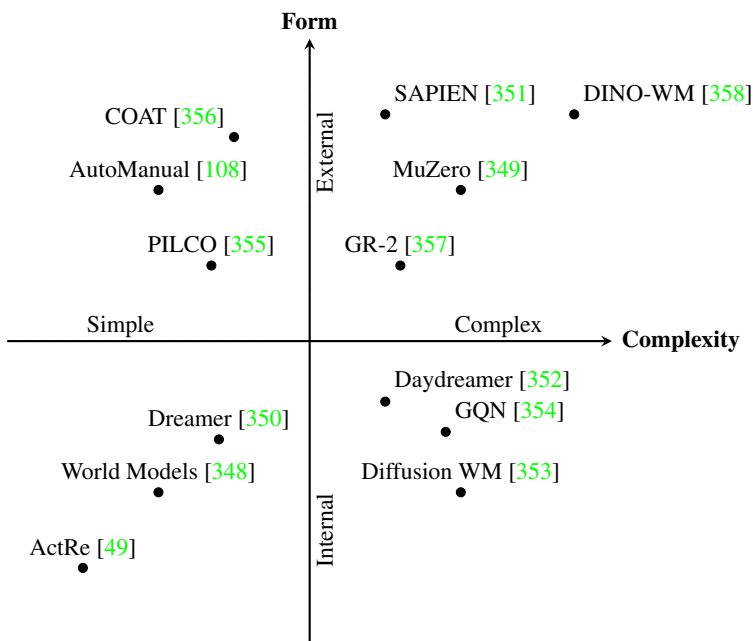 Form
SAPIEN [351]
DINO-WM [358]
COAT [356]
External
AutoManual [108]
MuZero [349]
PILCO [355]
GR-2 [357]
Simple
Complex
Complexity
Daydreamer [352]
Dreamer [350]
GQN [354]
World Models [348]
Diffusion WM [353]
Internal
ActRe [49]